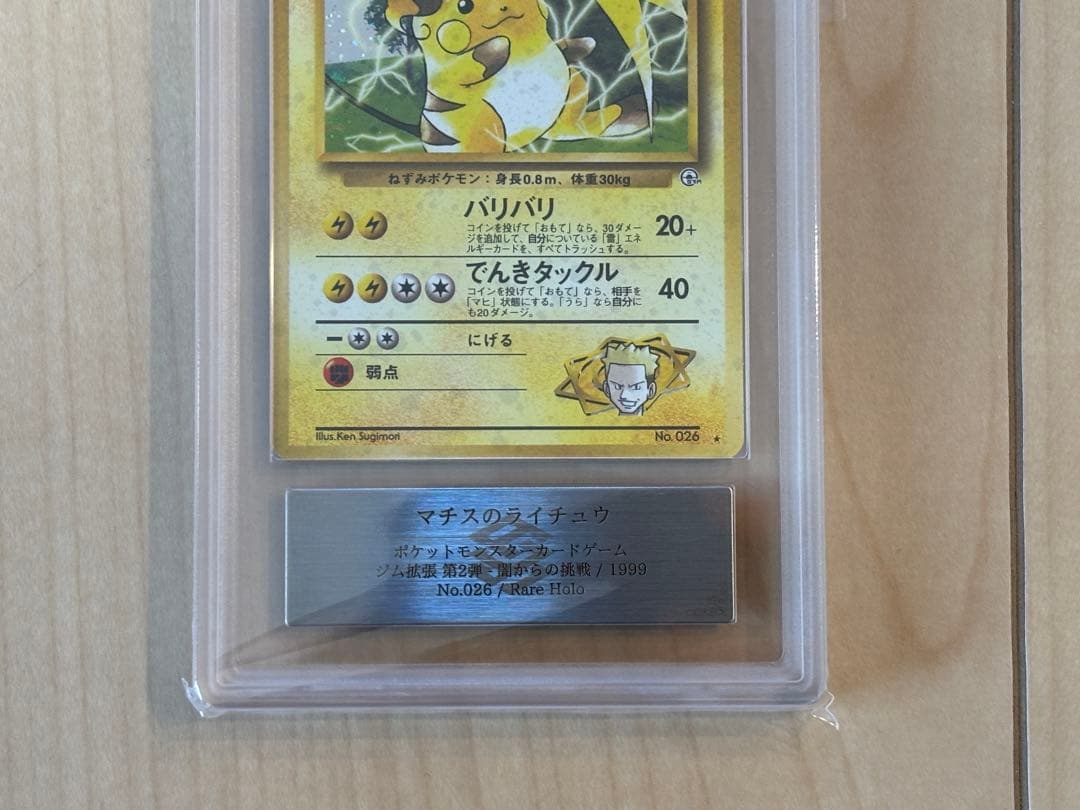 ねずみポケモン：身長0.8m、体重30kg
バリバリ
コインを投げて「おもて」なら、30ダメー
ジを追加して、自分についている「雷」エネ
ルギーカードを、すべてトラッシュする。
20+
でんきタックル
コインを投げて「おもて」なら、相手を
「マヒ」状態にする。「うら」なら自分に
も20ダメージ。
40
にげる
弱点
Illus.Ken Sugimori
No.026 ★
マチスのライチュウ
ポケットモンスターカードゲーム
ジム拡張 第2弾 - 闇からの挑戦 / 1999
No.026 / Rare Holo